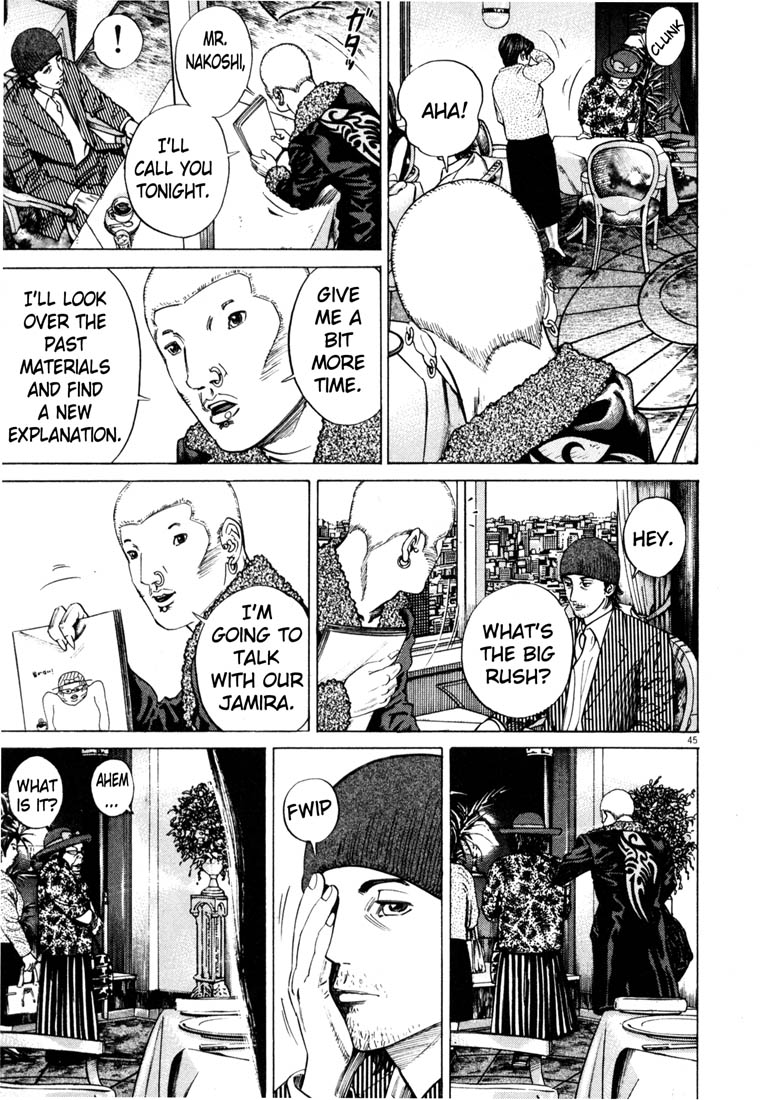 CLUNK
AHA!
ガタッ
MR.
NAKOSHI,
I'LL
CALL YOU
TONIGHT.
!
GIVE
ME A
BIT
MORE
TIME.
I'LL LOOK
OVER THE
PAST
MATERIALS
AND FIND
A NEW
EXPLANATION.
HEY.
WHAT'S
THE BIG
RUSH?
I'M
GOING TO
TALK
WITH OUR
JAMIRA.
45
FWIP
AHEM
...
WHAT
IS IT?